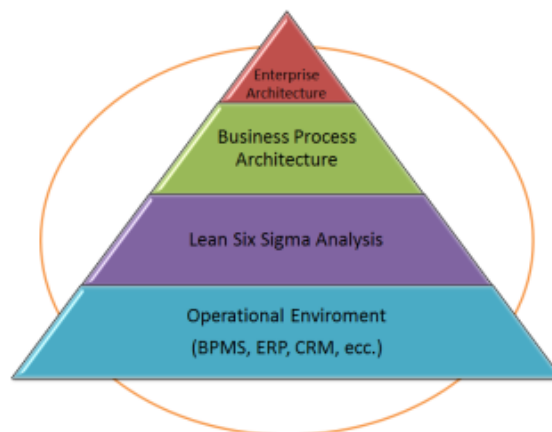 Enterprise
Architecture
Business Process
Architecture
Lean Six Sigma Analysis
Operational Enviroment
(BPMS, ERP, CRM, ecc.)